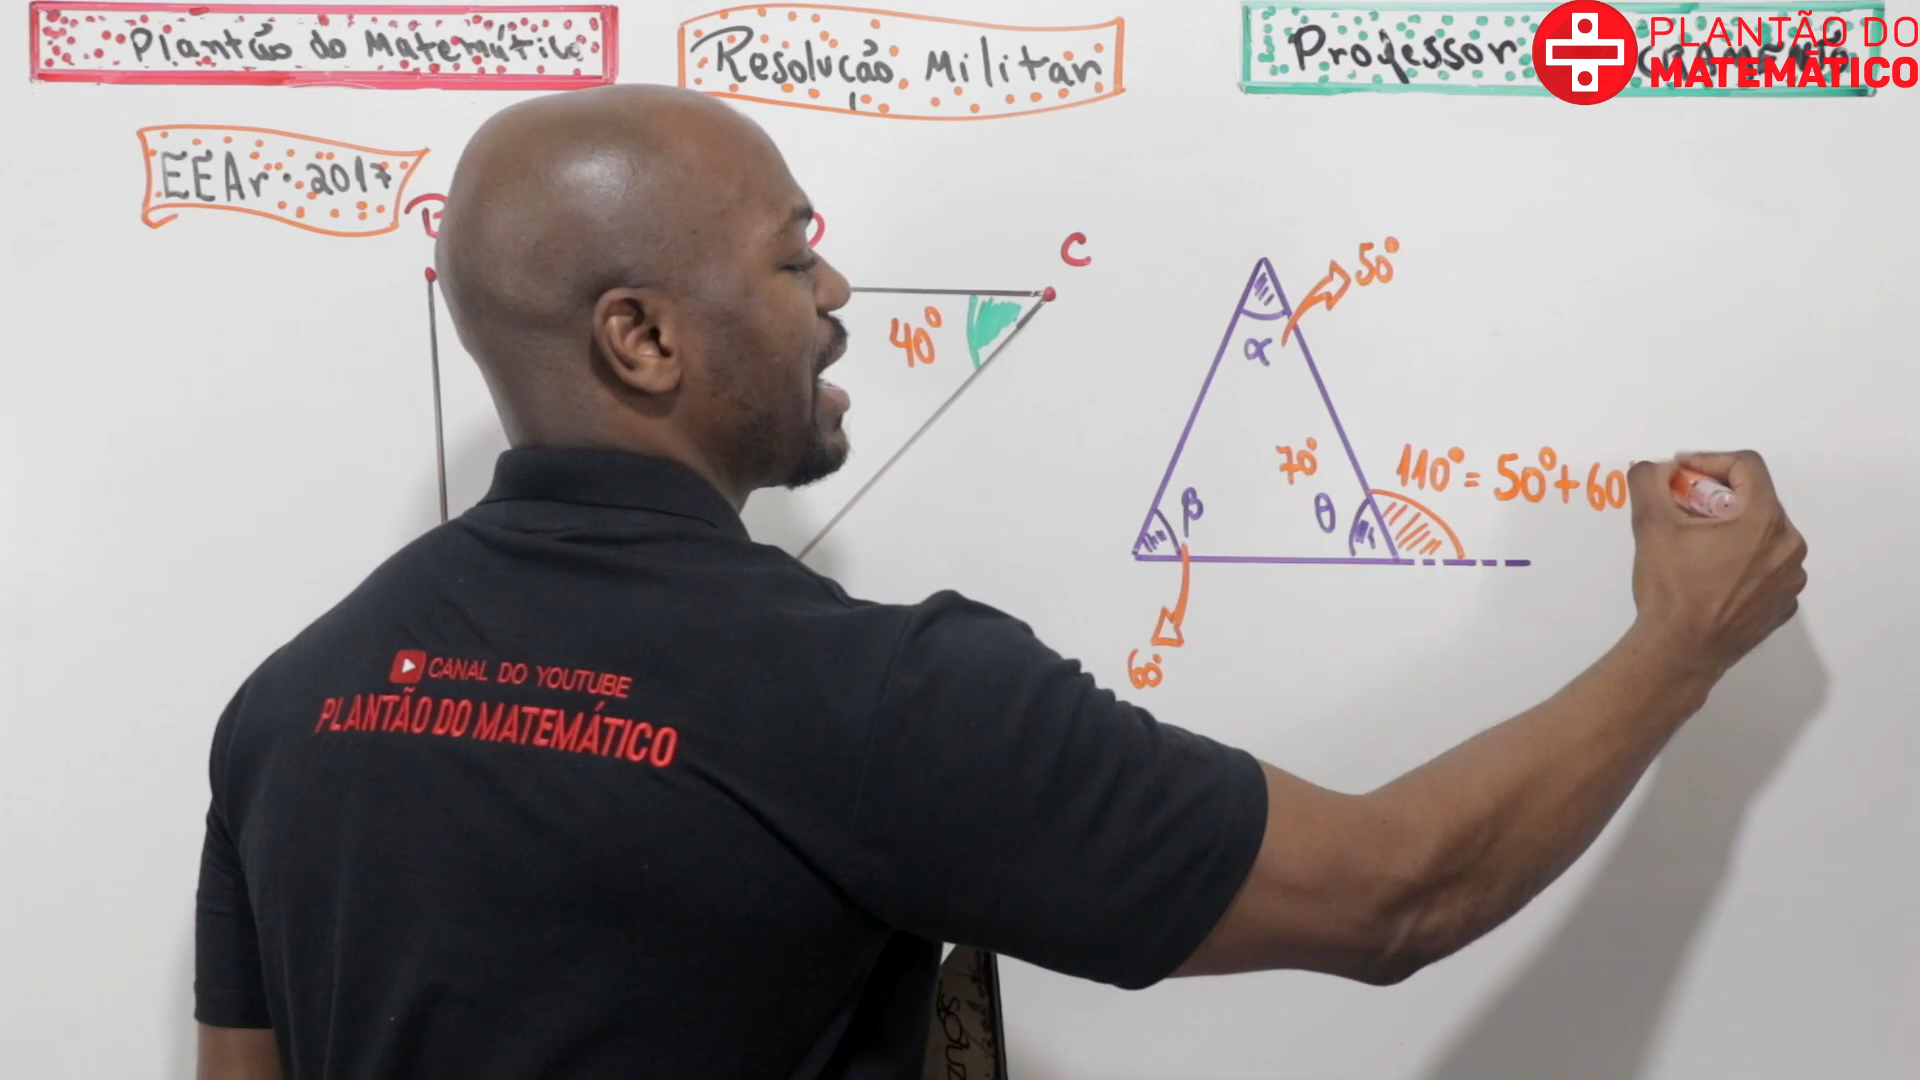 Plantão do Matemático
Resolução Militar
Professor
PLANTÃO DO
MATEMÁTICO
EEAr. 2017
C
40°
50°
α
70°
110° = 50° + 60
β
θ
60°
CANAL DO YOUTUBE
PLANTÃO DO MATEMÁTICO